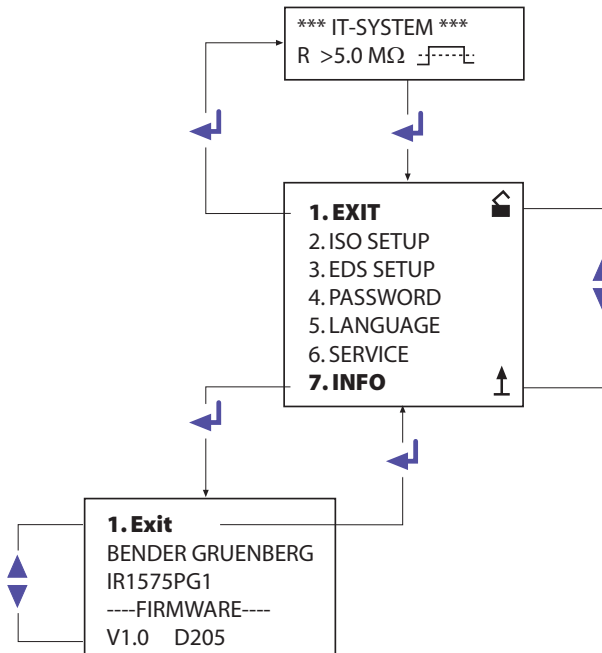 *** IT-SYSTEM ***
R >5.0 MΩ
1. EXIT
2. ISO SETUP
3. EDS SETUP
4. PASSWORD
5. LANGUAGE
6. SERVICE
7. INFO
1. Exit
BENDER GRUENBERG
IR1575PG1
----FIRMWARE----
V1.0 D205